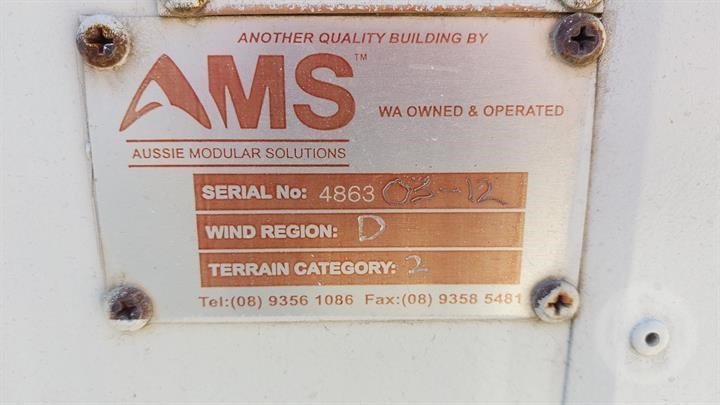 ANOTHER QUALITY BUILDING BY
AMS™
WA OWNED & OPERATED
AUSSIE MODULAR SOLUTIONS
SERIAL No: 4863 03-12
WIND REGION: D
TERRAIN CATEGORY: 2
Tel:(08) 9356 1086 Fax:(08) 9358 5481